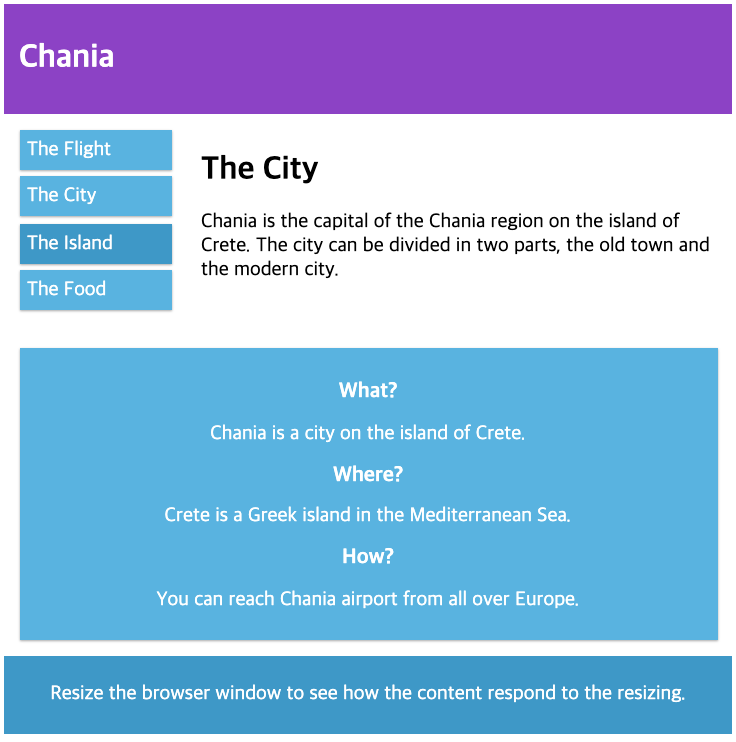 Chania
The Flight
The City
The Island
The Food
The City
Chania is the capital of the Chania region on the island of
Crete. The city can be divided in two parts, the old town and
the modern city.
What?
Chania is a city on the island of Crete.
Where?
Crete is a Greek island in the Mediterranean Sea.
How?
You can reach Chania airport from all over Europe.
Resize the browser window to see how the content respond to the resizing.